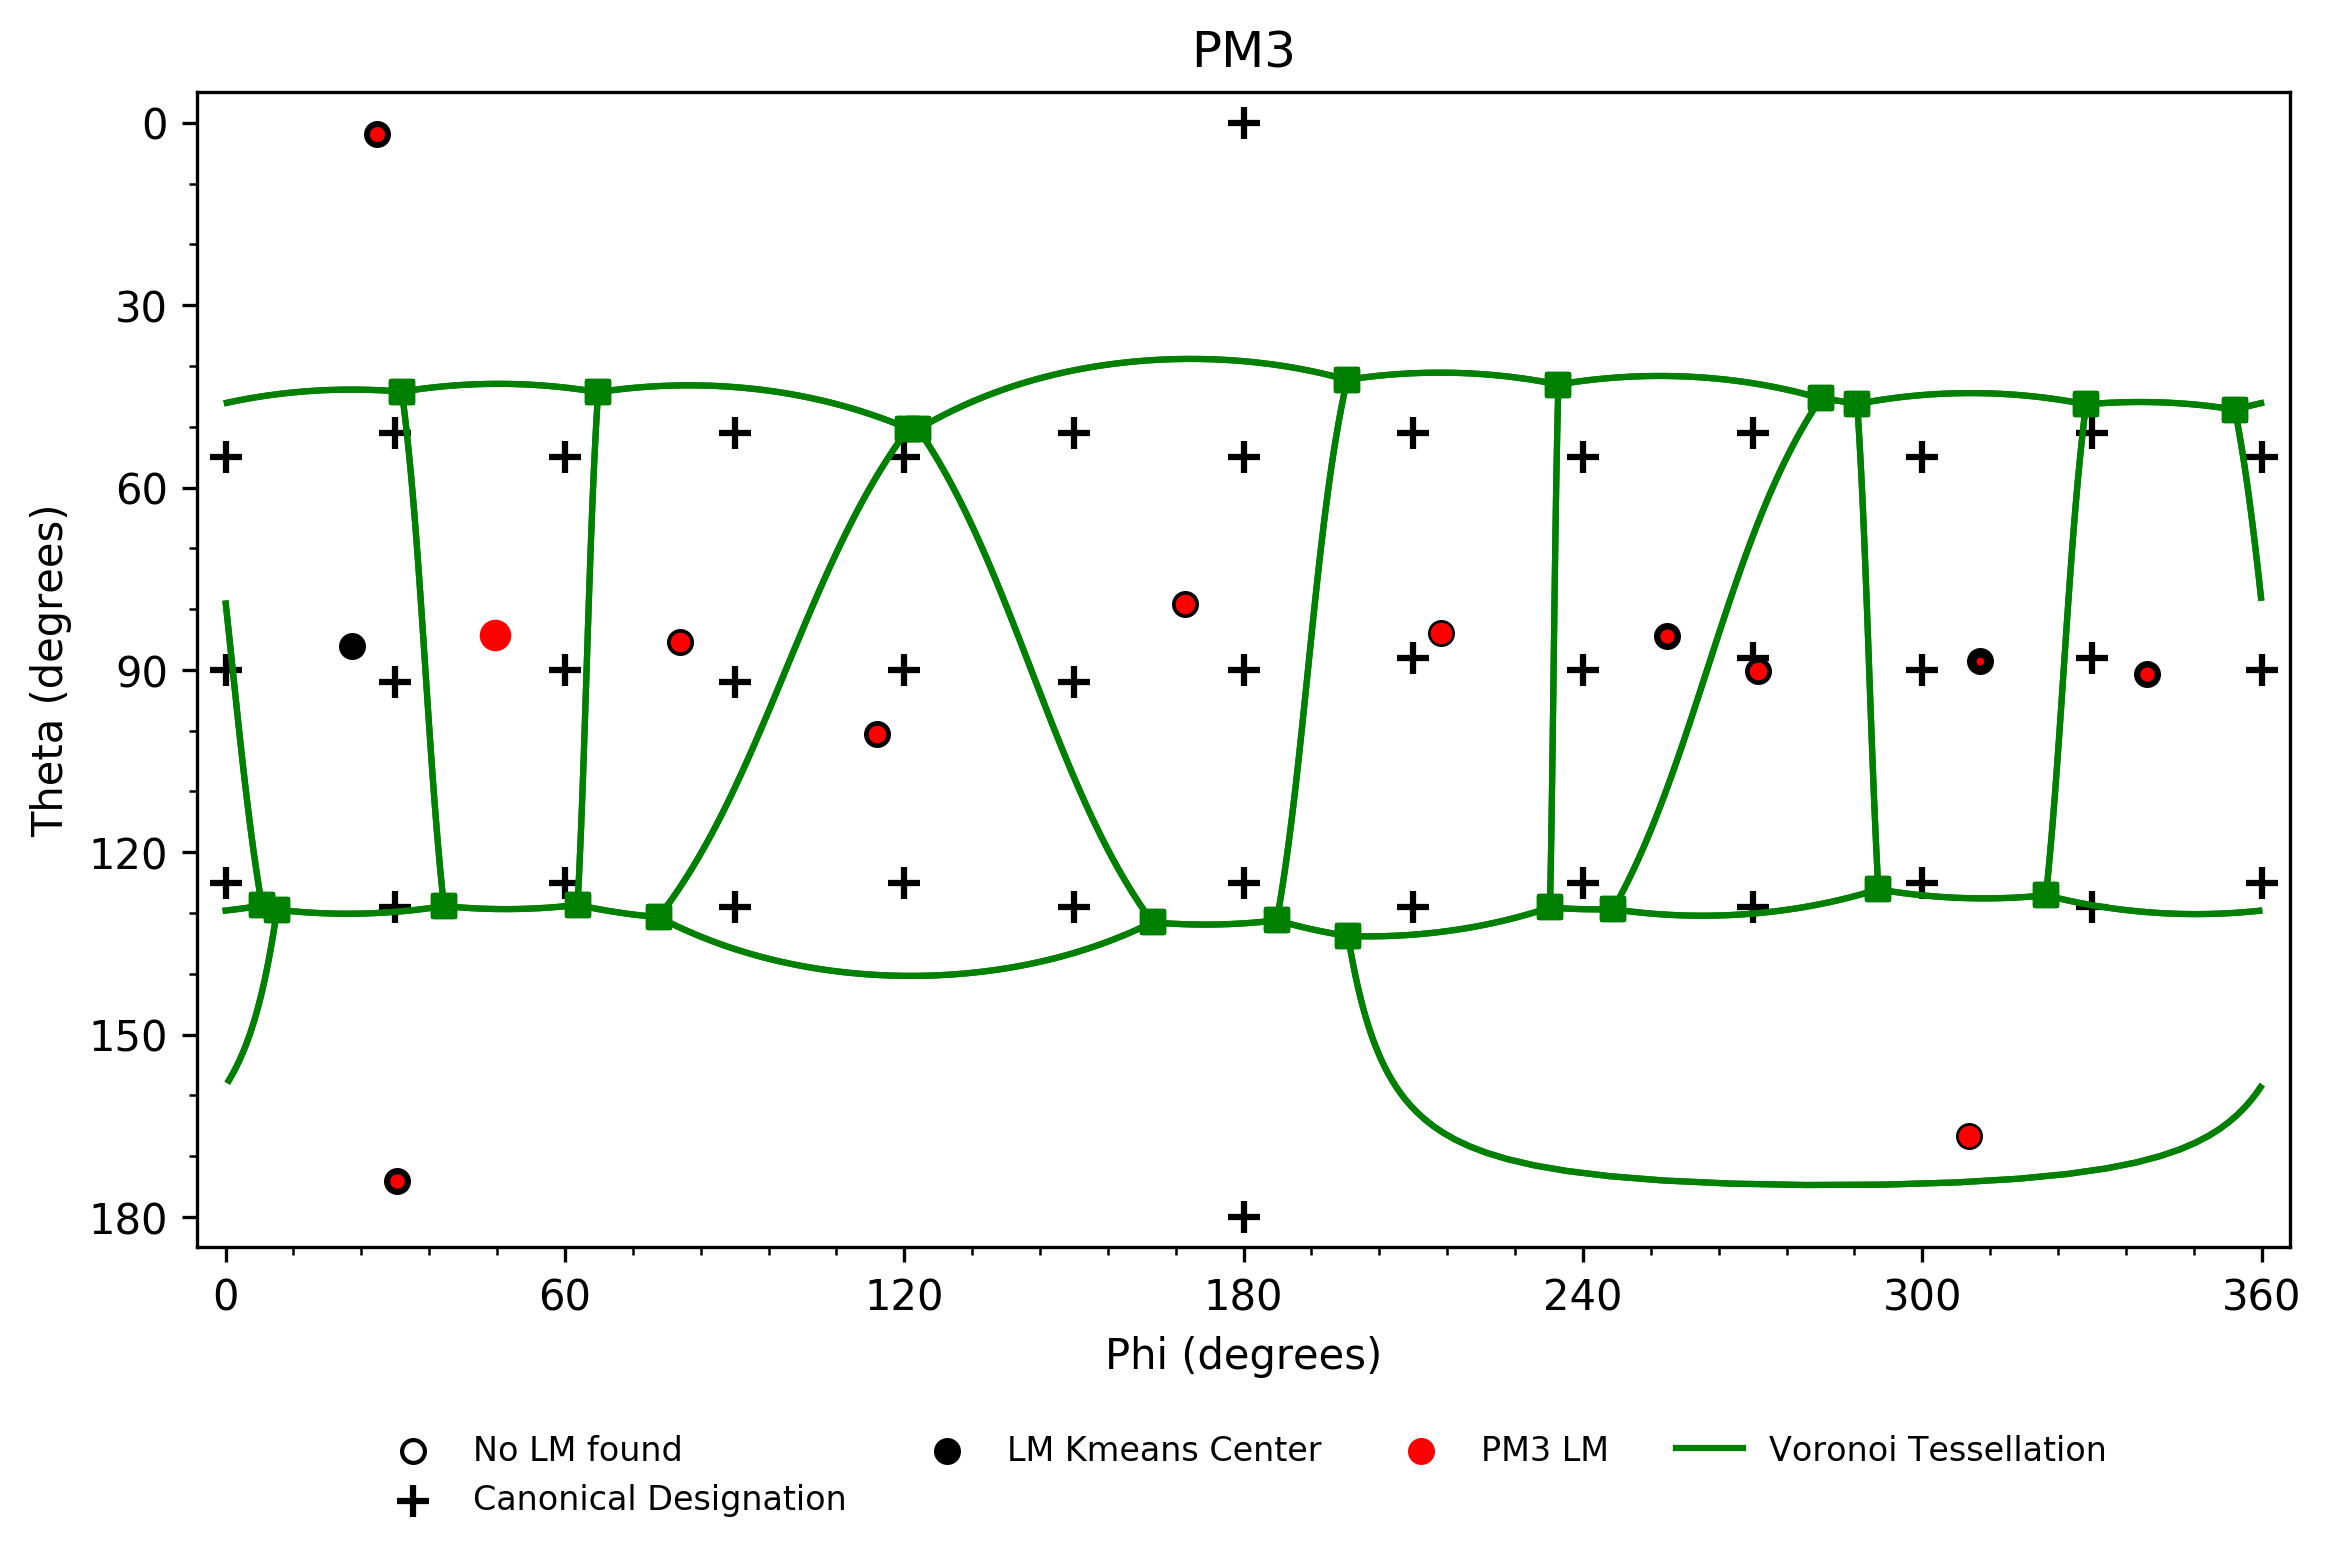 PM3
0
30
60
90
120
150
180
Theta (degrees)
0 60 120 180 240 300 360
Phi (degrees)
No LM found LM Kmeans Center PM3 LM Voronoi Tessellation
Canonical Designation